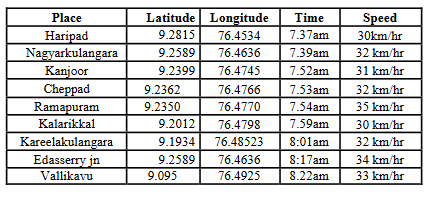 Place Latitude Longitude Time Speed
Haripad 9.2815 76.4534 7.37am 30km/hr
Nagyarkulangara 9.2589 76.4636 7.39am 32 km/hr
Kanjoor 9.2399 76.4745 7.52am 31 km/hr
Cheppad 9.2362 76.4766 7.53am 32 km/hr
Ramapuram 9.2350 76.4770 7.54am 35 km/hr
Kalarikkal 9.2012 76.4798 7.59am 30 km/hr
Kareelakulangara 9.1934 76.48523 8:01am 32 km/hr
Edasserry jn 9.2589 76.4636 8:17am 34 km/hr
Vallikavu 9.095 76.4925 8.22am 33 km/hr